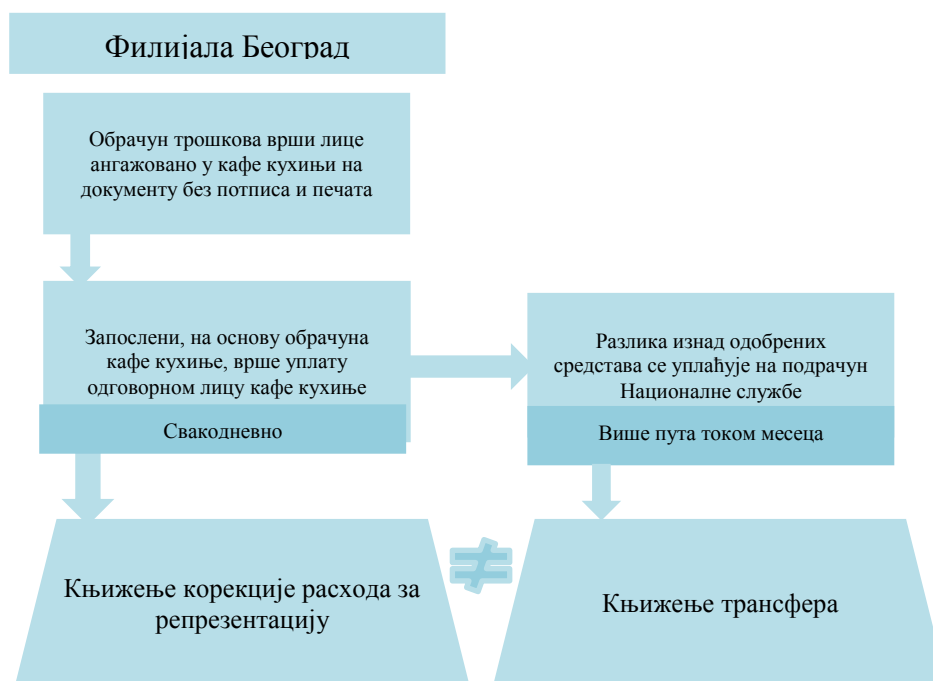 Филијала Београд
Обрачун трошкова врши лице
ангажовано у кафе кухињи на
документу без потписа и печата
Запослени, на основу обрачуна
кафе кухиње, врше уплату
одговорном лицу кафе кухиње
Свакодневно
Разлика изнад одобрених
средстава се уплаћује на подрачун
Националне службе
Више пута током месеца
Књижење корекције расхода за
репрезентацију
≠
Књижење трансфера